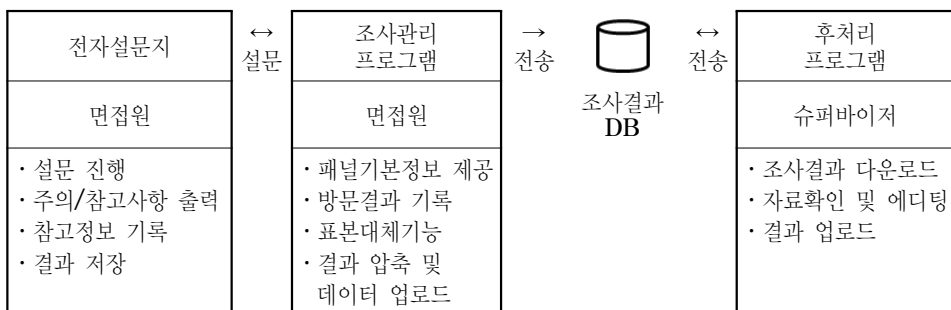 전자설문지
면접원
· 설문 진행
· 주의/참고사항 출력
· 참고정보 기록
· 결과 저장
↔
설문
조사관리
프로그램
면접원
· 패널기본정보 제공
· 방문결과 기록
· 표본대체기능
· 결과 압축 및
데이터 업로드
→
전송
조사결과
DB
↔
전송
후처리
프로그램
슈퍼바이저
· 조사결과 다운로드
· 자료확인 및 에디팅
· 결과 업로드